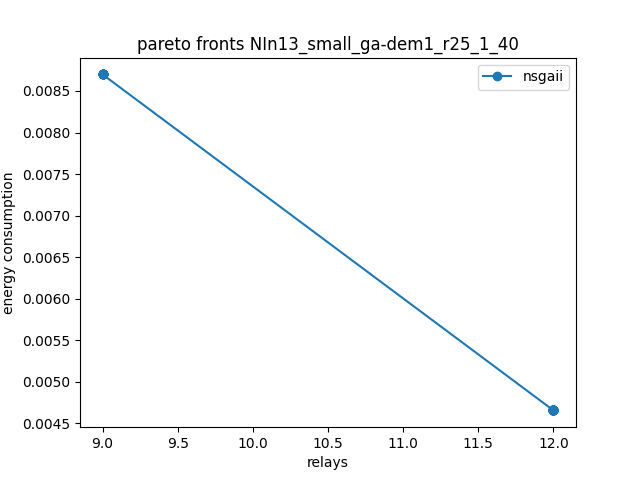 pareto fronts NIn13_small_ga-dem1_r25_1_40
nsgaii
energy consumption
0.0085
0.0080
0.0075
0.0070
0.0065
0.0060
0.0055
0.0050
0.0045
9.0 9.5 10.0 10.5 11.0 11.5 12.0
relays